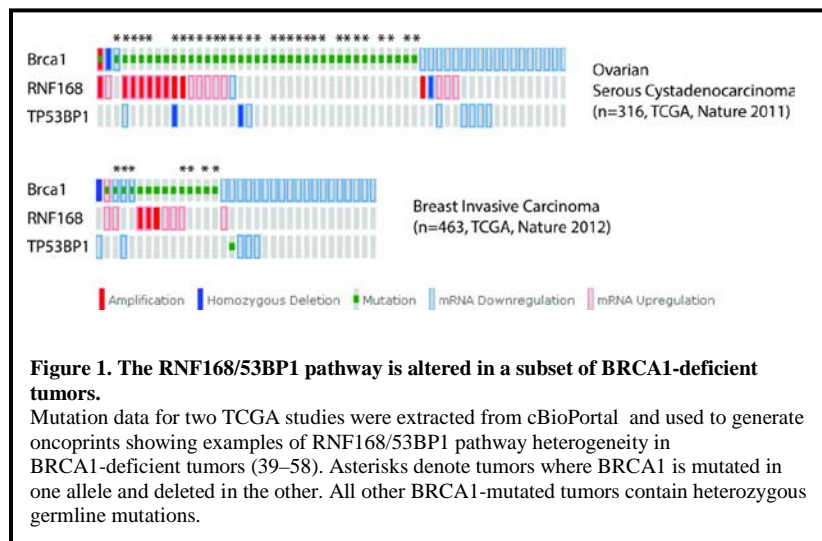 *** ***** ************* *********** ******** **** ** **
Brca1
RNF168
TP53BP1
Ovarian
Serous Cystadenocarcinoma
(n=316, TCGA, Nature 2011)
*** ** **
Brca1
RNF168
TP53BP1
Breast Invasive Carcinoma
(n=463, TCGA, Nature 2012)
Amplification Homozygous Deletion Mutation mRNA Downregulation mRNA Upregulation
Figure 1. The RNF168/53BP1 pathway is altered in a subset of BRCA1-deficient
tumors.
Mutation data for two TCGA studies were extracted from cBioPortal and used to generate
oncoprints showing examples of RNF168/53BP1 pathway heterogeneity in
BRCA1-deficient tumors (39–58). Asterisks denote tumors where BRCA1 is mutated in
one allele and deleted in the other. All other BRCA1-mutated tumors contain heterozygous
germline mutations.